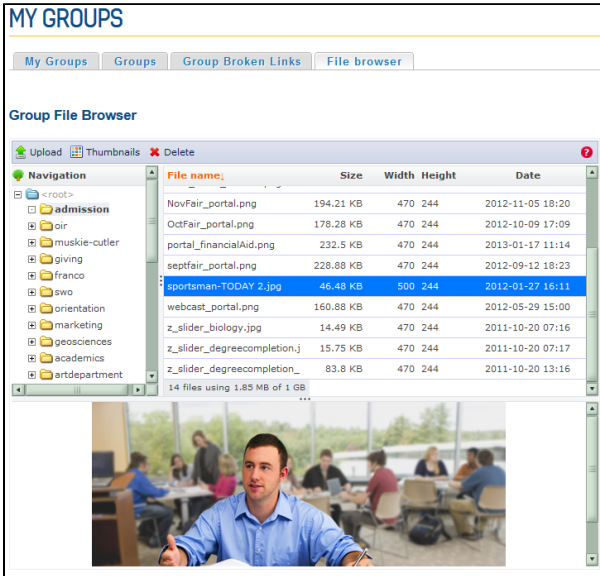 MY GROUPS
My Groups Groups Group Broken Links File browser
Group File Browser
Upload Thumbnails Delete ?
Navigation File name↓ Size Width Height Date
<root>
admission
oir
muskie-cutler
giving
franco
swo
orientation
marketing
geosciences
academics
artdepartment
NovFair_portal.png 194.21 KB 470 244 2012-11-05 18:20
OctFair_portal.png 178.28 KB 470 244 2012-10-09 17:09
portal_financialAid.png 232.5 KB 470 244 2013-01-17 11:14
septfair_portal.png 228.88 KB 470 244 2012-09-12 18:23
sportsman-TODAY 2.jpg 46.48 KB 500 244 2012-01-27 16:11
webcast_portal.png 160.88 KB 470 244 2012-05-29 15:00
z_slider_biology.jpg 14.49 KB 470 244 2011-10-20 07:16
z_slider_degreecompletion.j 15.75 KB 470 244 2011-10-20 07:17
z_slider_degreecompletion_ 83.8 KB 470 244 2011-10-20 13:16
14 files using 1.85 MB of 1 GB